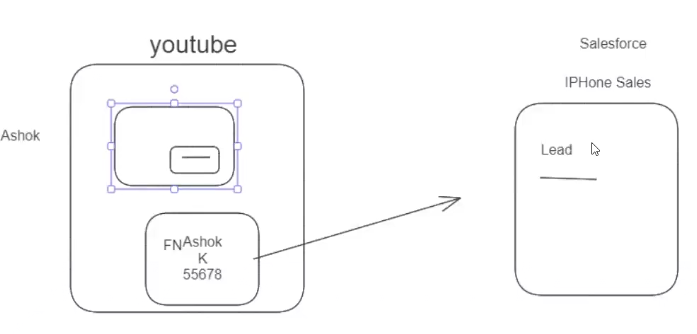 youtube
Salesforce
IPHone Sales
Ashok
Lead
FN Ashok
K
55678